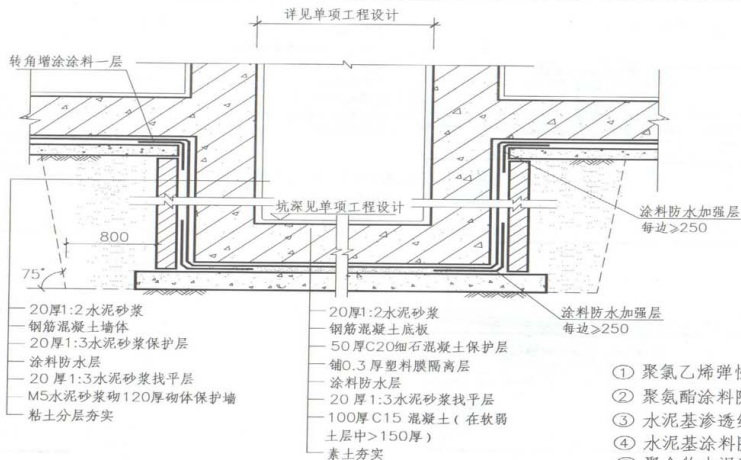 详见单项工程设计
转角增涂涂料一层
坑深见单项工程设计
涂料防水加强层
每边≥250
800
75°
涂料防水加强层
每边≥250
20厚1:2水泥砂浆
钢筋混凝土墙体
20厚1:3水泥砂浆保护层
涂料防水层
20厚1:3水泥砂浆找平层
M5水泥砂浆砌120厚砌体保护墙
粘土分层夯实
20厚1:2水泥砂浆
钢筋混凝土底板
50厚C20细石混凝土保护层
铺0.3厚塑料膜隔离层
涂料防水层
20厚1:3水泥砂浆找平层
100厚C15混凝土(在软弱
土层中>150厚)
素土夯实
① 聚氯乙烯弹性
② 聚氨酯涂料
③ 水泥基渗透结
④ 水泥基涂料